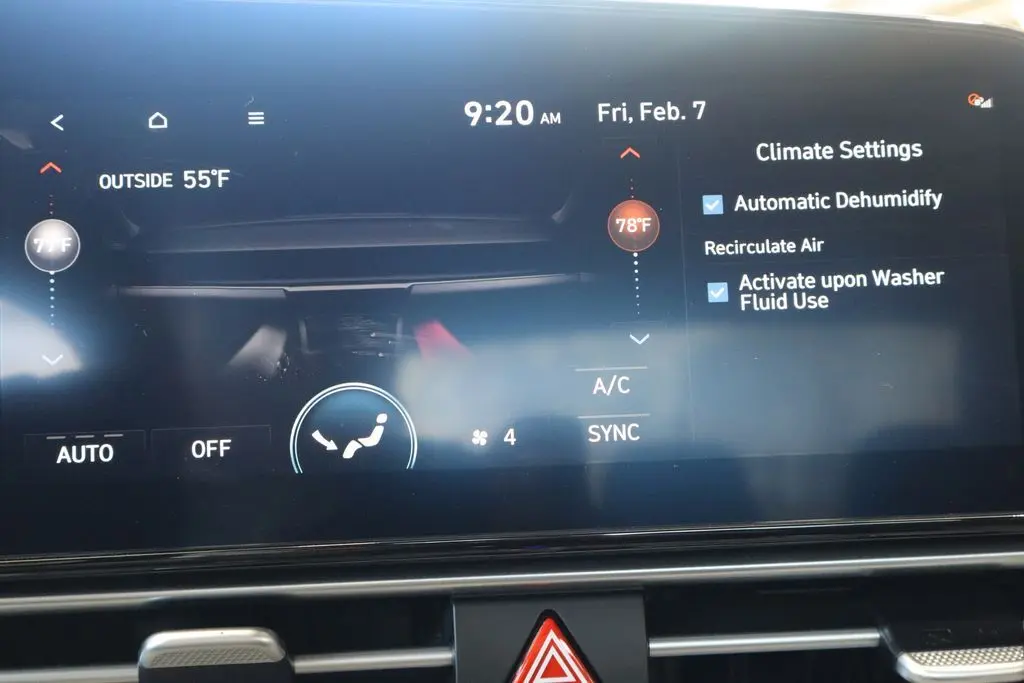 9:20 AM
Fri, Feb. 7
OUTSIDE 55°F
78°F
Climate Settings
Automatic Dehumidify
Recirculate Air
Activate upon Washer
Fluid Use
A/C
SYNC
AUTO
OFF
4